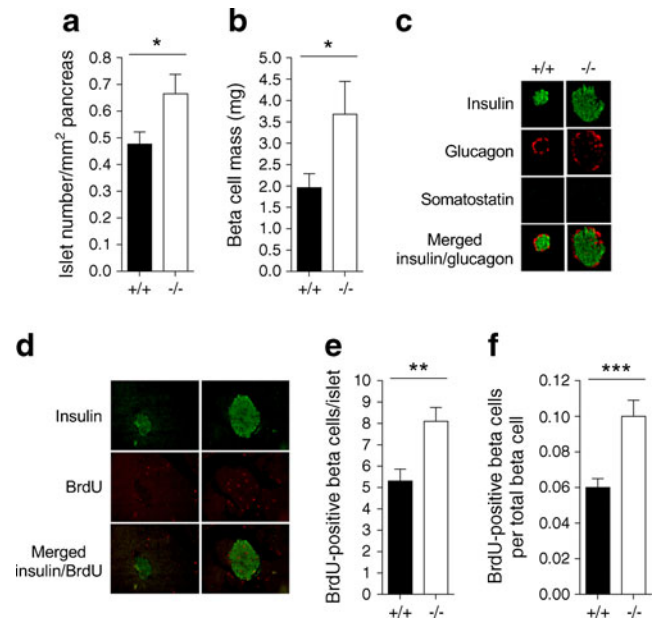 a
Islet number/mm² pancreas
0.8
0.7
0.6
0.5
0.4
0.3
0.2
0.1
0.0
*
+/+
-/-
b
Beta cell mass (mg)
5.0
4.5
4.0
3.5
3.0
2.5
2.0
1.5
1.0
0.5
0.0
*
+/+
-/-
c
+/+
-/-
Insulin
Glucagon
Somatostatin
Merged
insulin/glucagon
d
Insulin
BrdU
Merged
insulin/BrdU
e
BrdU-positive beta cells/islet
10
9
8
7
6
5
4
3
2
1
0
**
+/+
-/-
f
BrdU-positive beta cells
per total beta cell
0.12
0.10
0.08
0.06
0.04
0.02
0.00
***
+/+
-/-